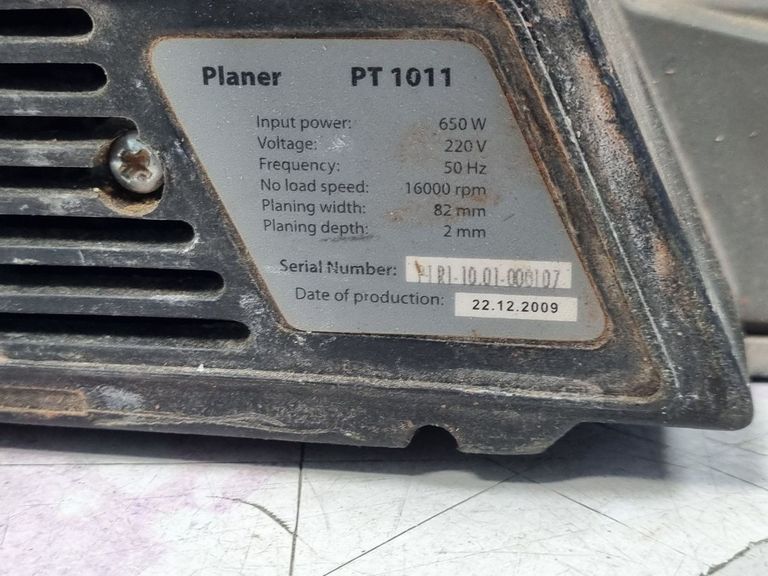 Planer PT 1011
Input power: 650 W
Voltage: 220 V
Frequency: 50 Hz
No load speed: 16000 rpm
Planing width: 82 mm
Planing depth: 2 mm
Serial Number:
Date of production: 22.12.2009